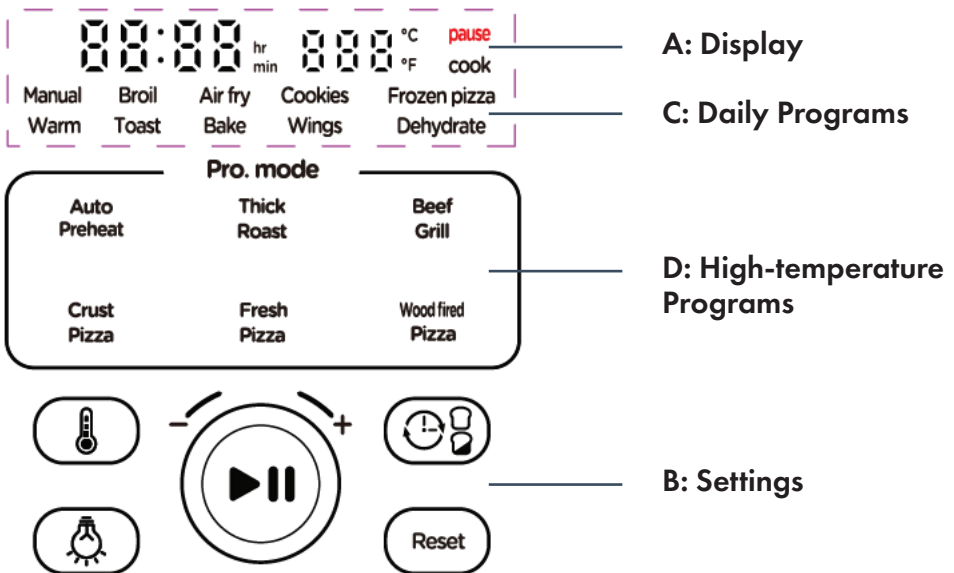 88:88 hr min 888 °C °F pause cook
A: Display
Manual Broil Air fry Cookies Frozen pizza
Warm Toast Bake Wings Dehydrate
C: Daily Programs
Pro. mode
Auto Preheat
Thick Roast
Beef Grill
Crust Pizza
Fresh Pizza
Wood fired Pizza
D: High-temperature
Programs
- +
B: Settings
Reset